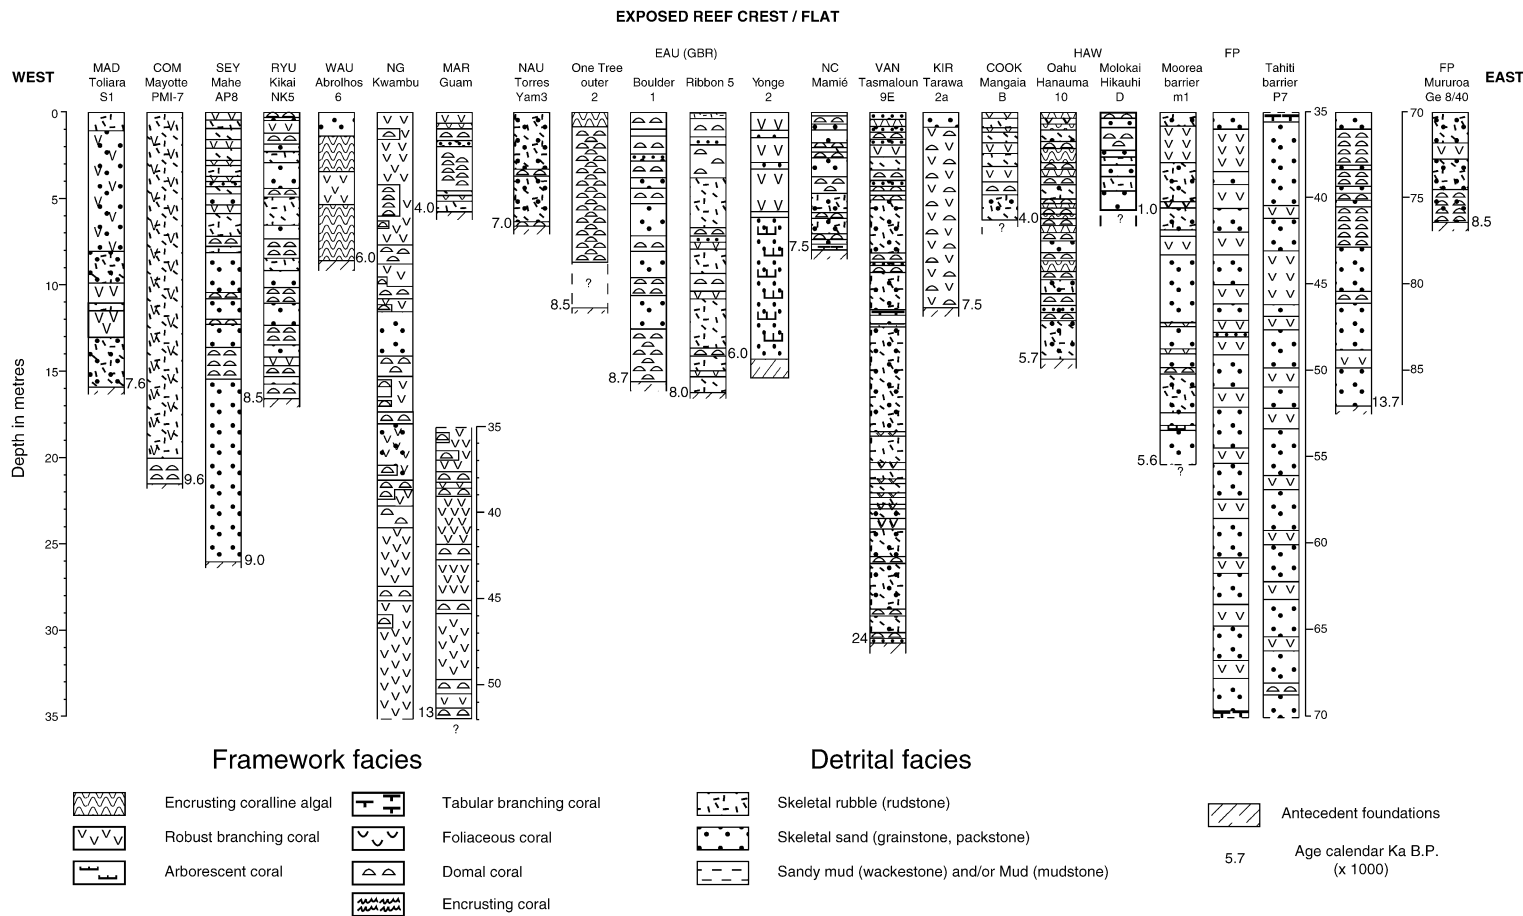 EXPOSED REEF CREST / FLAT
EAU (GBR)
HAW
FP
WEST
EAST
MAD
Toliara
S1
COM
Mayotte
PMI-7
SEY
Mahe
AP8
RYU
Kikai
NK5
WAU
Abrolhos
6
NG
Kwambu
MAR
Guam
NAU
Torres
Yam3
One Tree
outer
2
Boulder
1
Ribbon 5
Yonge
2
NC
Mamié
VAN
Tasmaloun
9E
KIR
Tarawa
2a
COOK
Mangaia
B
Oahu
Hanauma
10
Molokai
Hikauhi
D
Moorea
barrier
m1
Tahiti
barrier
P7
FP
Mururoa
Ge 8/40
Depth in metres
0
5
10
15
20
25
30
35
7.6
9.6
9.0
8.5
6.0
4.0
35
40
45
50
13
?
7.0
?
8.5
8.7
8.0
6.0
7.5
24
7.5
?
4.0
5.7
?
1.0
5.6
?
35
40
45
50
55
60
65
70
13.7
70
75
80
85
8.5
Framework facies
Encrusting coralline algal
Robust branching coral
Arborescent coral
Tabular branching coral
Foliaceous coral
Domal coral
Encrusting coral
Detrital facies
Skeletal rubble (rudstone)
Skeletal sand (grainstone, packstone)
Sandy mud (wackestone) and/or Mud (mudstone)
Antecedent foundations
5.7
Age calendar Ka B.P.
(x 1000)